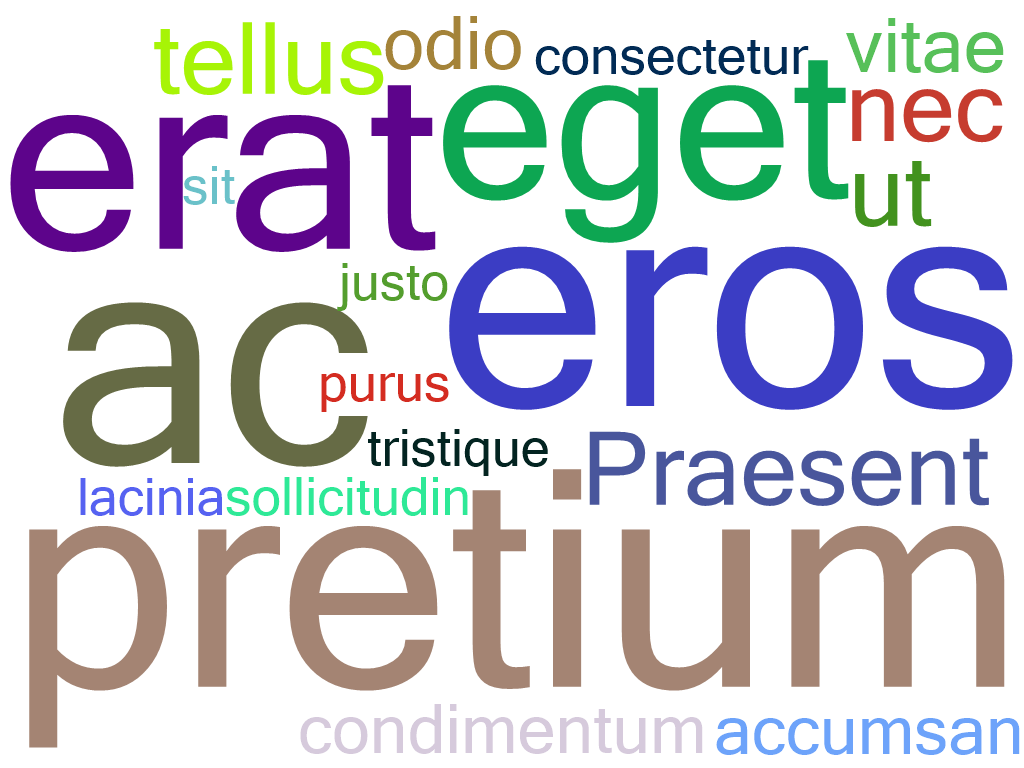 tellus odio consectetur vitae
erat eget nec
sit ut
justo eros
ac purus
tristique Praesent
lacinia sollicitudin
pretium
condimentum accumsan